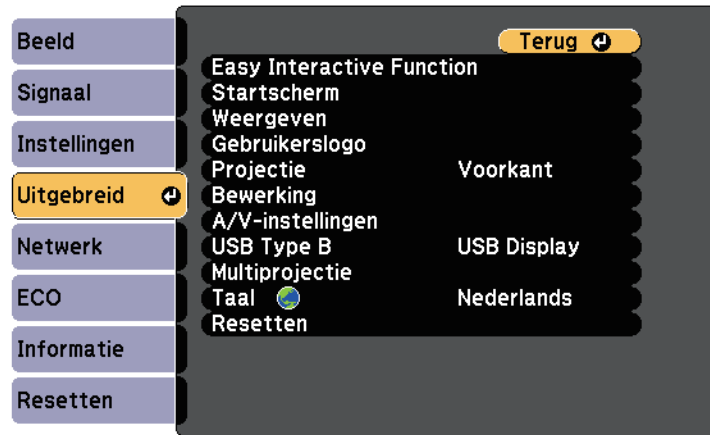 Beeld
Signaal
Instellingen
Uitgebreid
Netwerk
ECO
Informatie
Resetten
Terug
Easy Interactive Function
Startscherm
Weergeven
Gebruikerslogo
Projectie Voorkant
Bewerking
A/V-instellingen
USB Type B USB Display
Multiprojectie
Taal Nederlands
Resetten